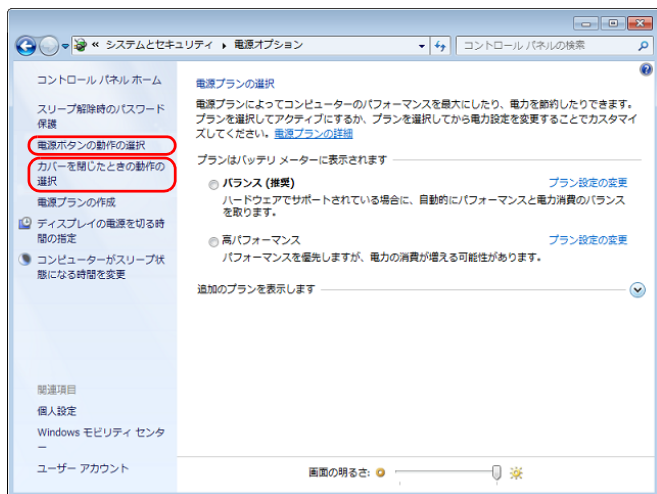 « システムとセキュリティ ▸ 電源オプション
コントロール パネルの検索
コントロール パネル ホーム
スリープ解除時のパスワード
保護
電源ボタンの動作の選択
カバーを閉じたときの動作の
選択
電源プランの作成
ディスプレイの電源を切る時
間の指定
コンピューターがスリープ状
態になる時間を変更
関連項目
個人設定
Windows モビリティ センタ
ー
ユーザー アカウント
電源プランの選択
電源プランによってコンピューターのパフォーマンスを最大にしたり、電力を節約したりできます。
プランを選択してアクティブにするか、プランを選択してから電力設定を変更することでカスタマイ
ズしてください。電源プランの詳細
プランはバッテリ メーターに表示されます
バランス (推奨) プラン設定の変更
ハードウェアでサポートされている場合に、自動的にパフォーマンスと電力消費のバランス
を取ります。
高パフォーマンス プラン設定の変更
パフォーマンスを優先しますが、電力の消費が増える可能性があります。
追加のプランを表示します
画面の明るさ: